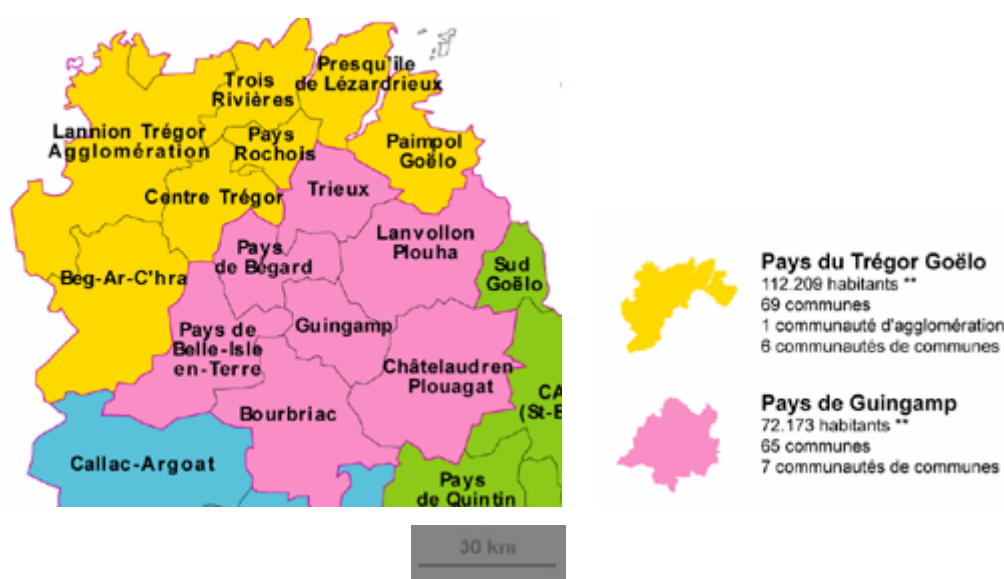 Presqu'île
de Lézardrieux
Trois
Rivières
Lannion Trégor
Agglomération
Pays
Rochois
Paimpol
Goëlo
Centre Trégor
Trieux
Lanvollon
Plouha
Pays
de Bégard
Sud
Goëlo
Beg-Ar-C'hra
Pays de
Belle-Isle
en-Terre
Guingamp
Châtelaudren
Plouagat
CA
(St-B
Bourbriac
Callac-Argoat
Pays
de Quintin
Pays du Trégor Goëlo
112.209 habitants **
69 communes
1 communauté d'agglomération
6 communautés de communes
Pays de Guingamp
72.173 habitants **
65 communes
7 communautés de communes
30 km